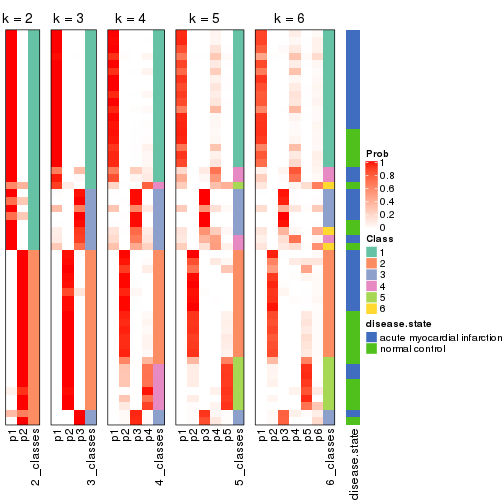 k = 2
k = 3
k = 4
k = 5
k = 6
Prob
1
0.8
0.6
0.4
0.2
0
Class
1
2
3
4
5
6
disease.state
acute myocardial infarction
normal control
p1
p2
2_classes
p1
p2
p3
3_classes
p1
p2
p3
p4
4_classes
p1
p2
p3
p4
p5
5_classes
p1
p2
p3
p4
p5
p6
6_classes
disease.state